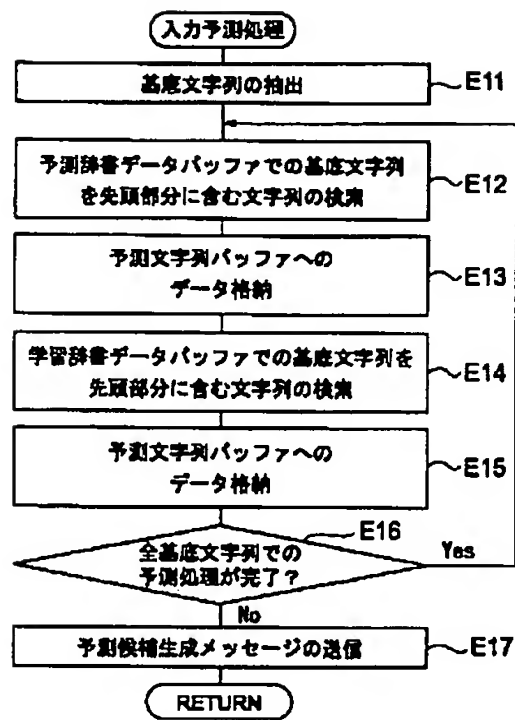 入力予測処理
基底文字列の抽出
E11
予測辞書データバッファでの基底文字列
を先頭部分に含む文字列の検索
E12
予測文字列バッファへの
データ格納
E13
学習辞書データバッファでの基底文字列を
先頭部分に含む文字列の検索
E14
予測文字列バッファへの
データ格納
E15
E16
全基底文字列での
予測処理が完了?
Yes
No
予測候補生成メッセージの送信
E17
RETURN